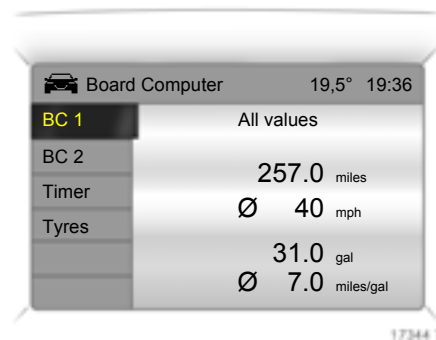 Board Computer 19,5° 19:36
BC 1
All values
BC 2
Timer
Tyres
257.0 miles
Ø 40 mph
31.0 gal
Ø 7.0 miles/gal
17344